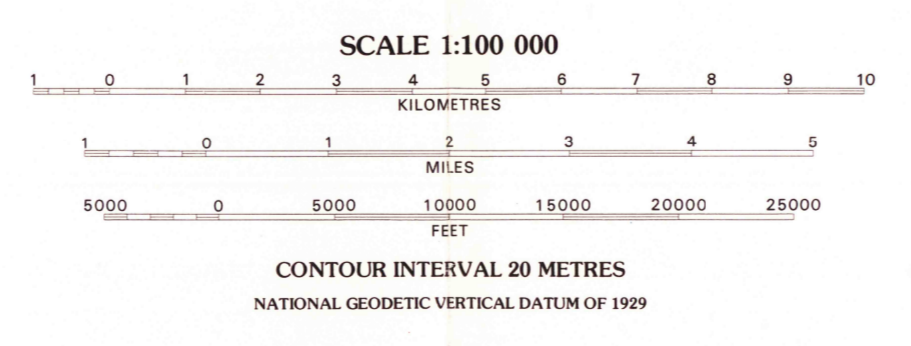 SCALE 1:100 000
1 0 1 2 3 4 5 6 7 8 9 10
KILOMETRES
1 0 1 2 3 4 5
MILES
5000 0 5000 10000 15000 20000 25000
FEET
CONTOUR INTERVAL 20 METRES
NATIONAL GEODETIC VERTICAL DATUM OF 1929